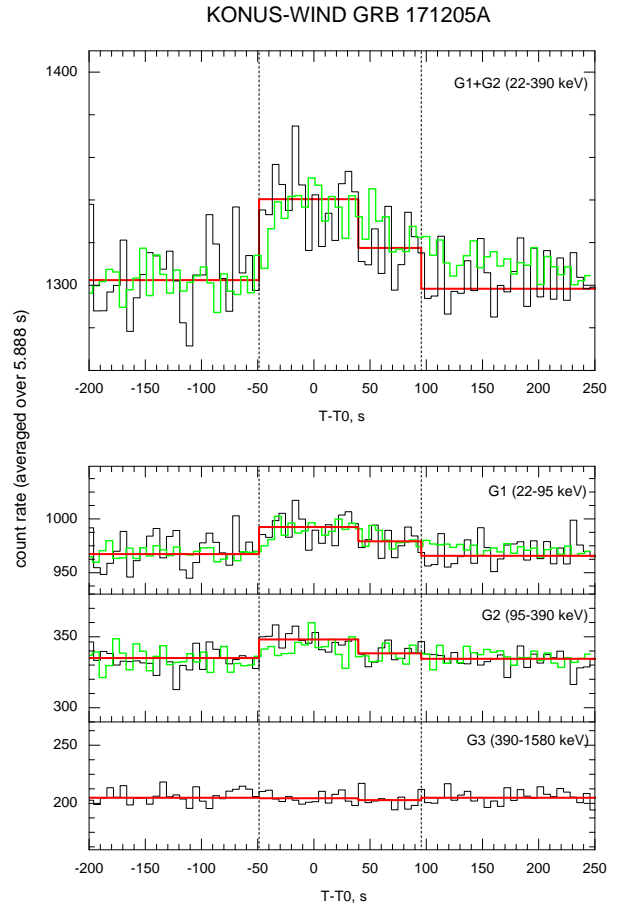 KONUS-WIND GRB 171205A
G1+G2 (22-390 keV)
1400
1300
-200 -150 -100 -50 0 50 100 150 200 250
T-T0, s
count rate (averaged over 5.888 s)
G1 (22-95 keV)
1000
950
G2 (95-390 keV)
350
300
G3 (390-1580 keV)
250
200
-200 -150 -100 -50 0 50 100 150 200 250
T-T0, s